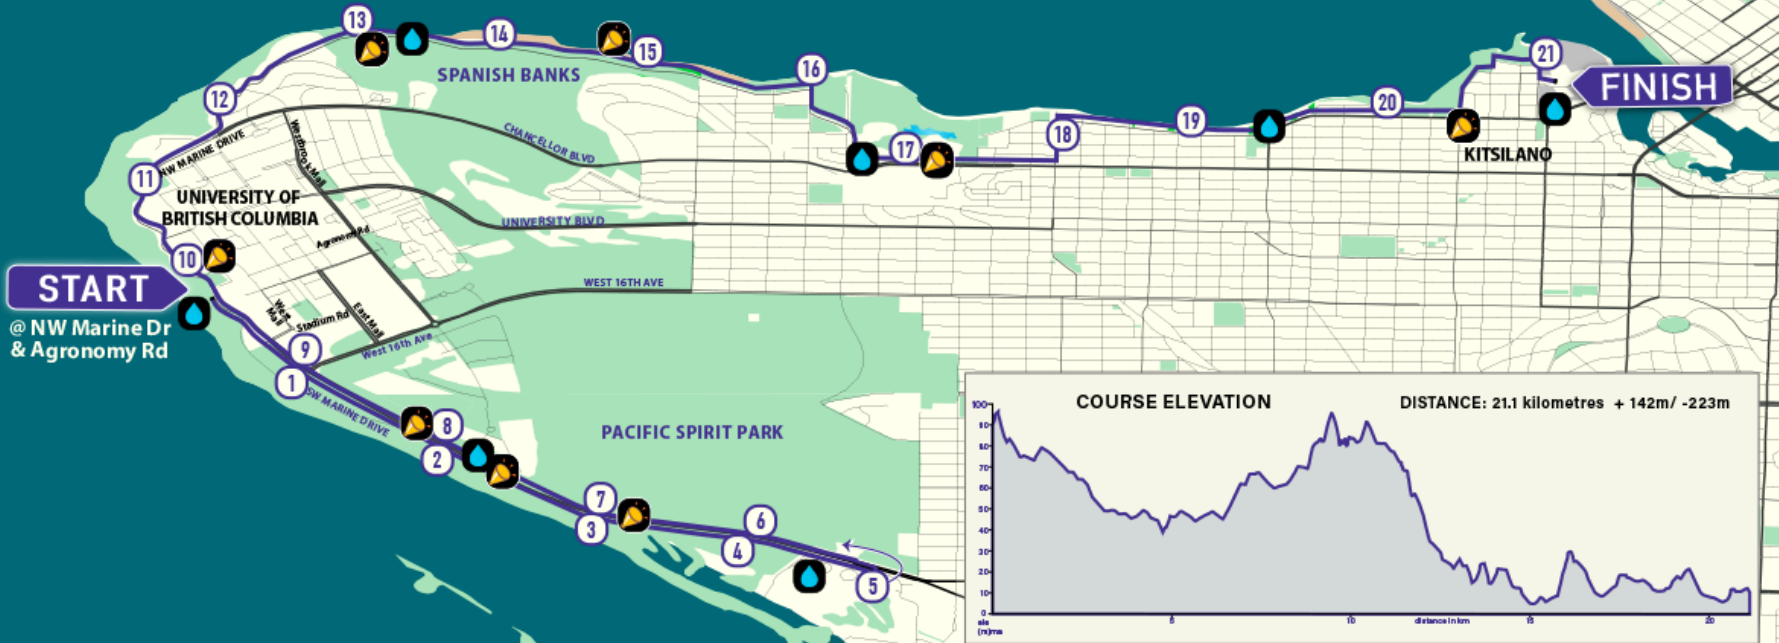 13
14
15
16
21
SPANISH BANKS
FINISH
12
20
19
18
17
CHANCELLOR BLVD
KITSILANO
NW MARINE DRIVE
Westbrook Mall
11
UNIVERSITY OF
BRITISH COLUMBIA
UNIVERSITY BLVD
Agronomy Rd
10
START
@ NW Marine Dr
& Agronomy Rd
WEST 16TH AVE
West Mall
Stadium Rd
East Mall
West 16th Ave
9
1
SW MARINE DRIVE
8
2
PACIFIC SPIRIT PARK
7
3
6
4
5
COURSE ELEVATION
DISTANCE: 21.1 kilometres + 142m/ -223m
100
90
80
70
60
50
40
30
20
10
0
5
10
distance in km
15
20